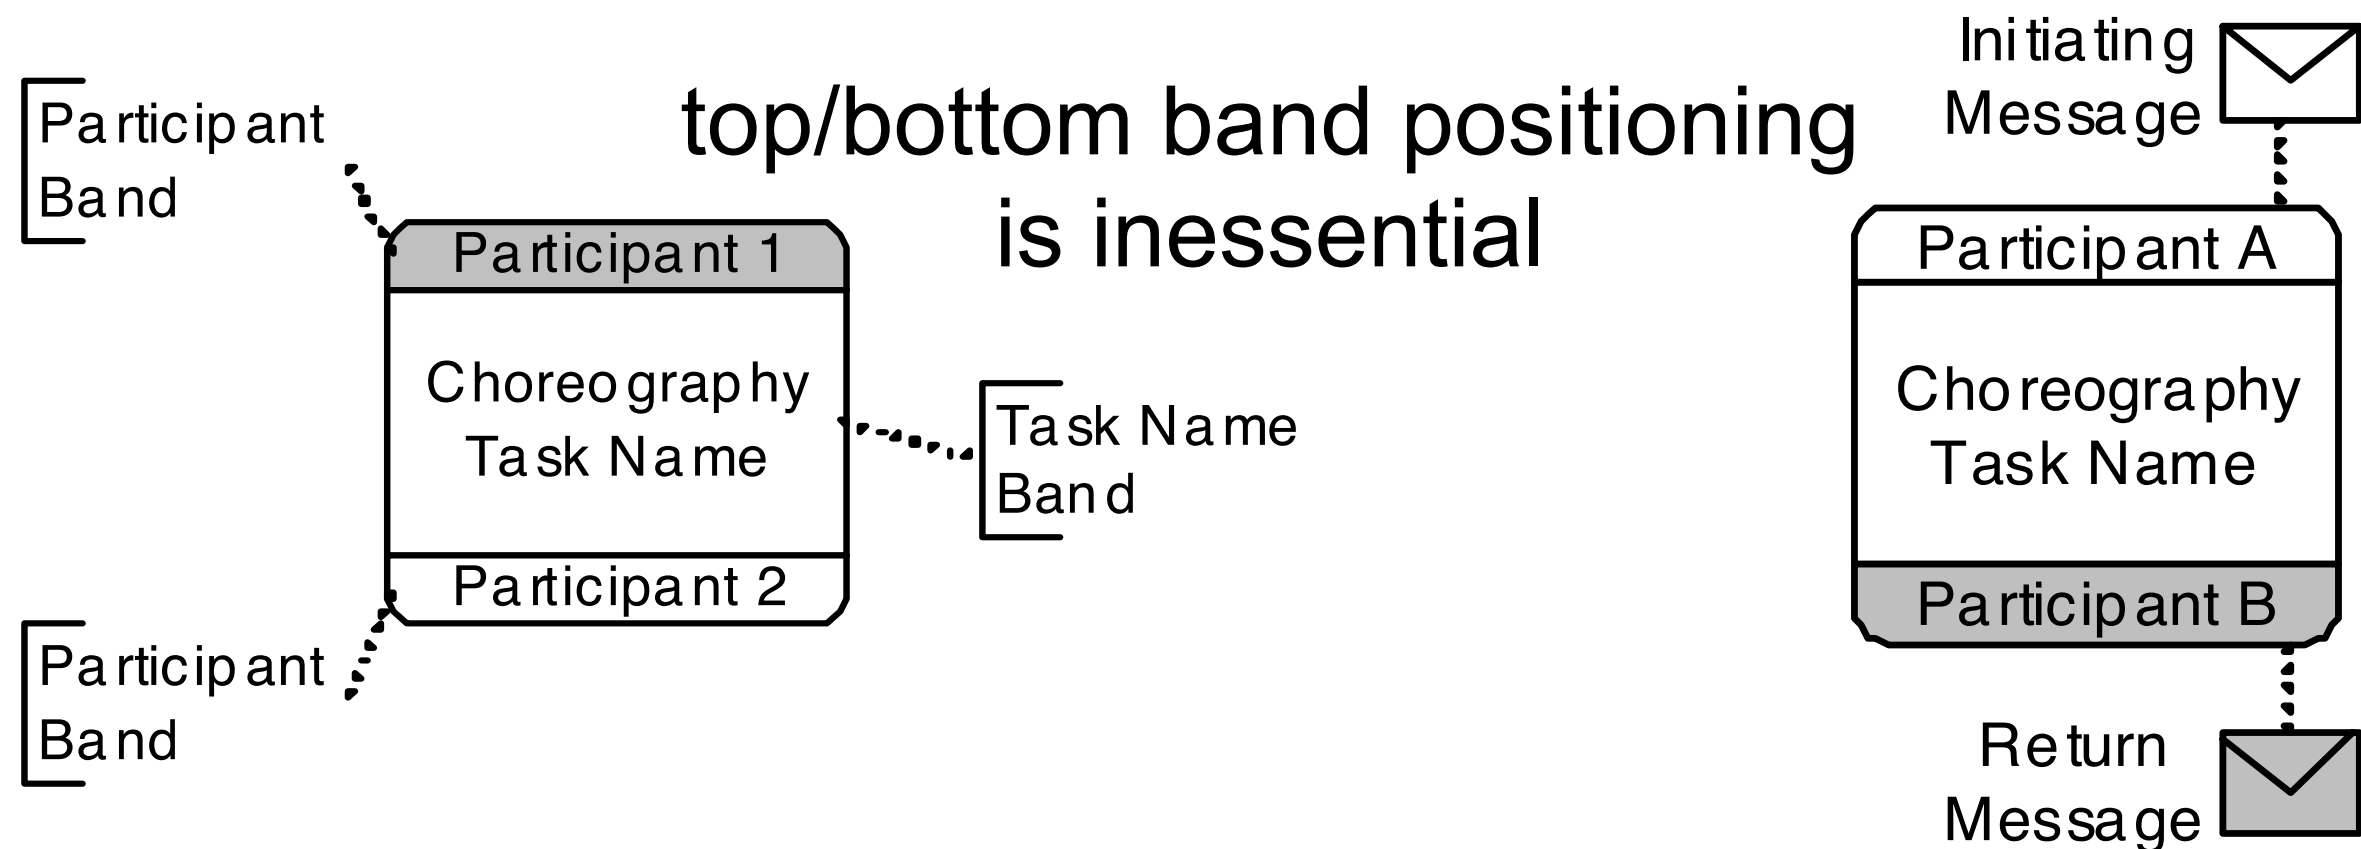 Participant
Band
top/bottom band positioning
is inessential
Participant 1
Choreography
Task Name
Participant 2
Participant
Band
Task Name
Band
Initiating
Message
Participant A
Choreography
Task Name
Participant B
Return
Message